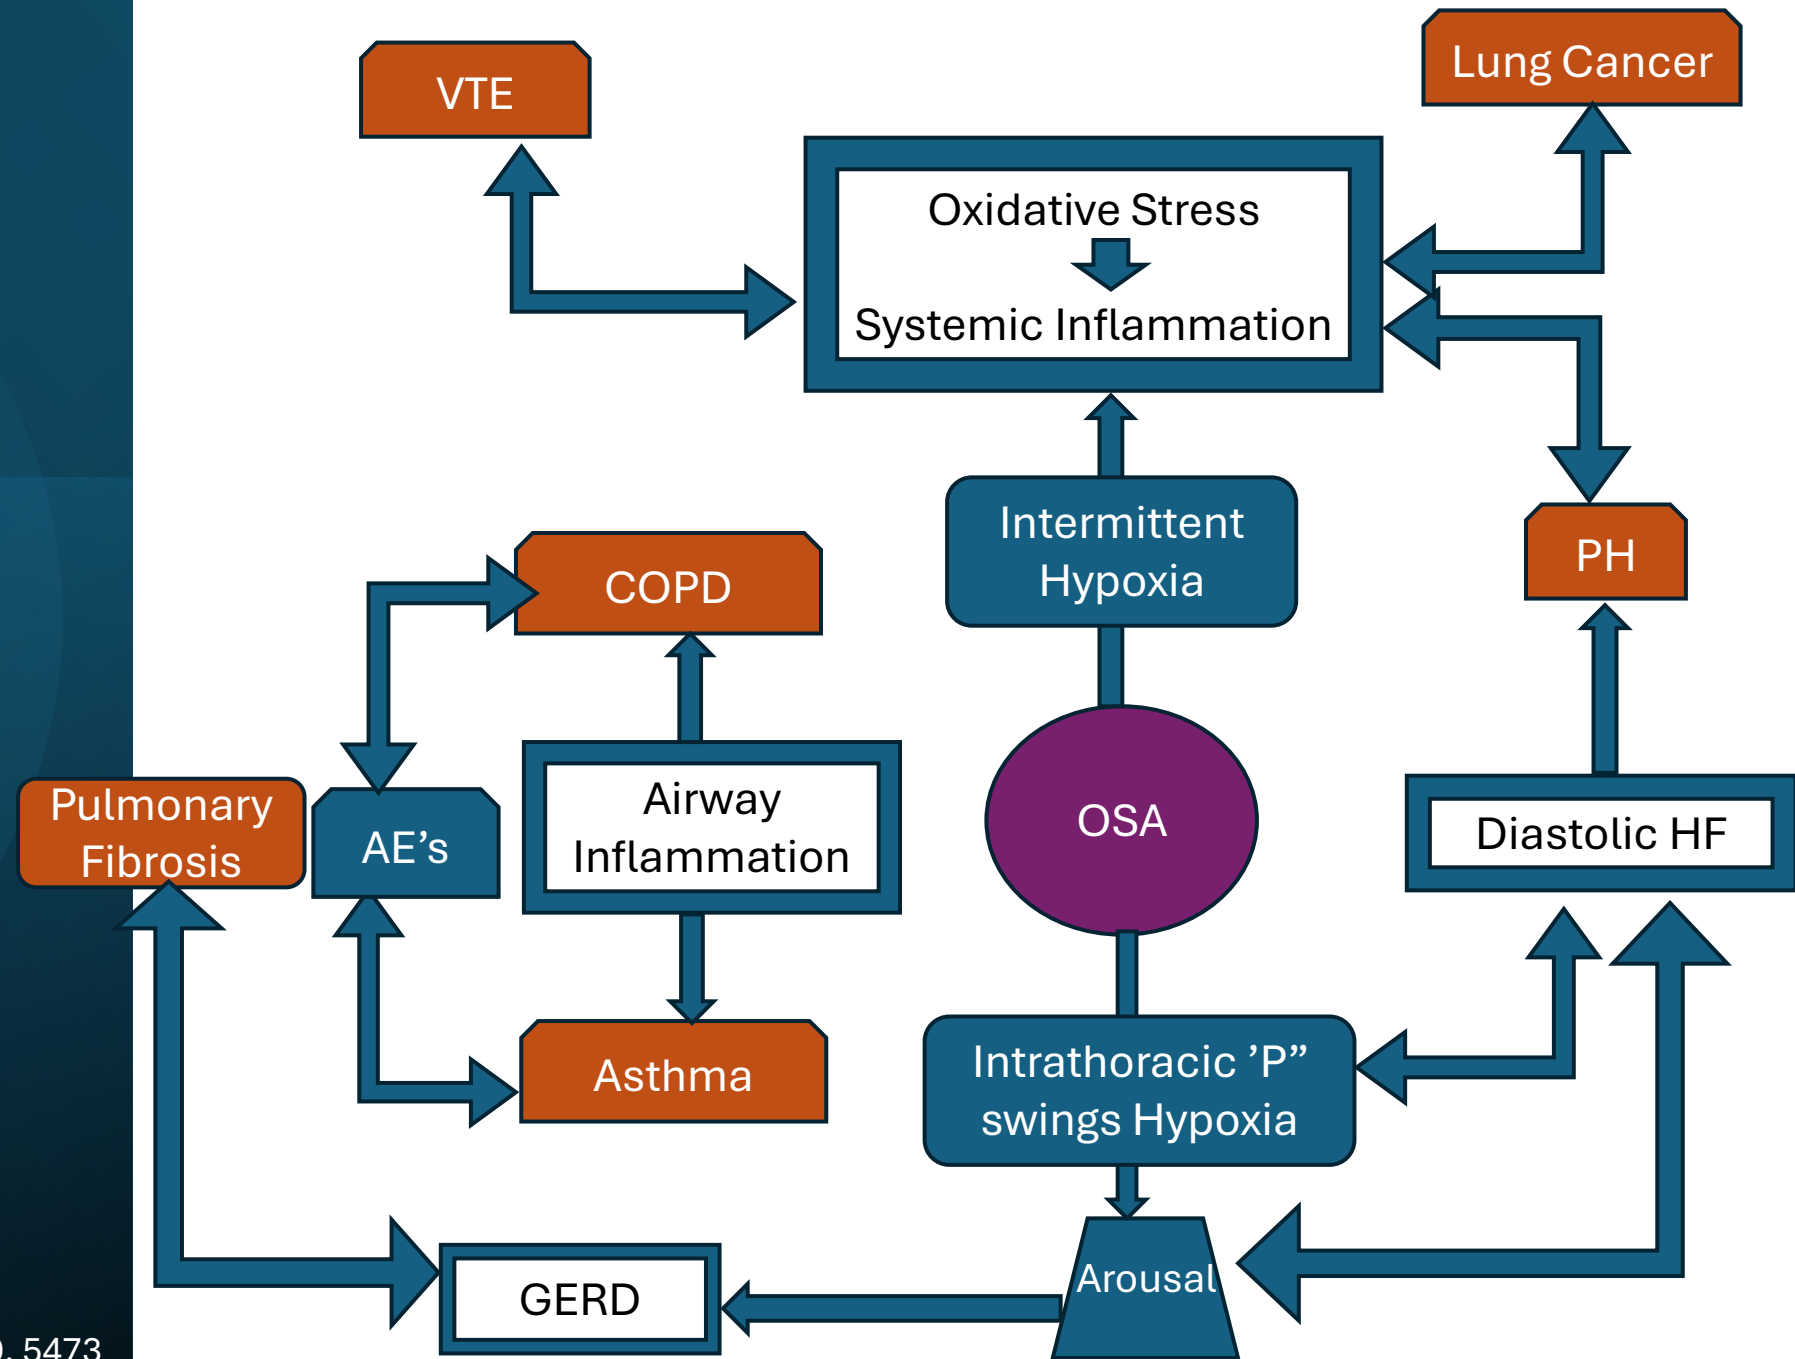 Lung Cancer
VTE
Oxidative Stress
Systemic Inflammation
Intermittent
Hypoxia
PH
COPD
Pulmonary
Fibrosis
AE’s
Airway
Inflammation
OSA
Diastolic HF
Asthma
Intrathoracic ’P”
swings Hypoxia
Arousal
GERD
5473